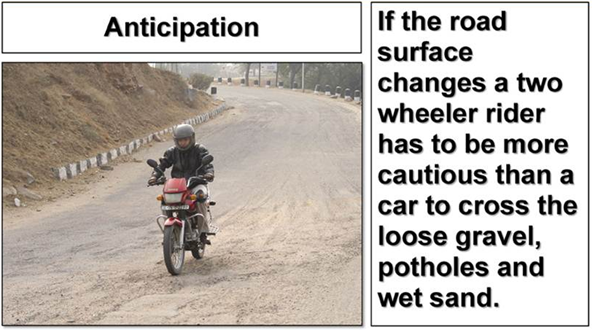 Anticipation
If the road
surface
changes a two
wheeler rider
has to be more
cautious than a
car to cross the
loose gravel,
potholes and
wet sand.